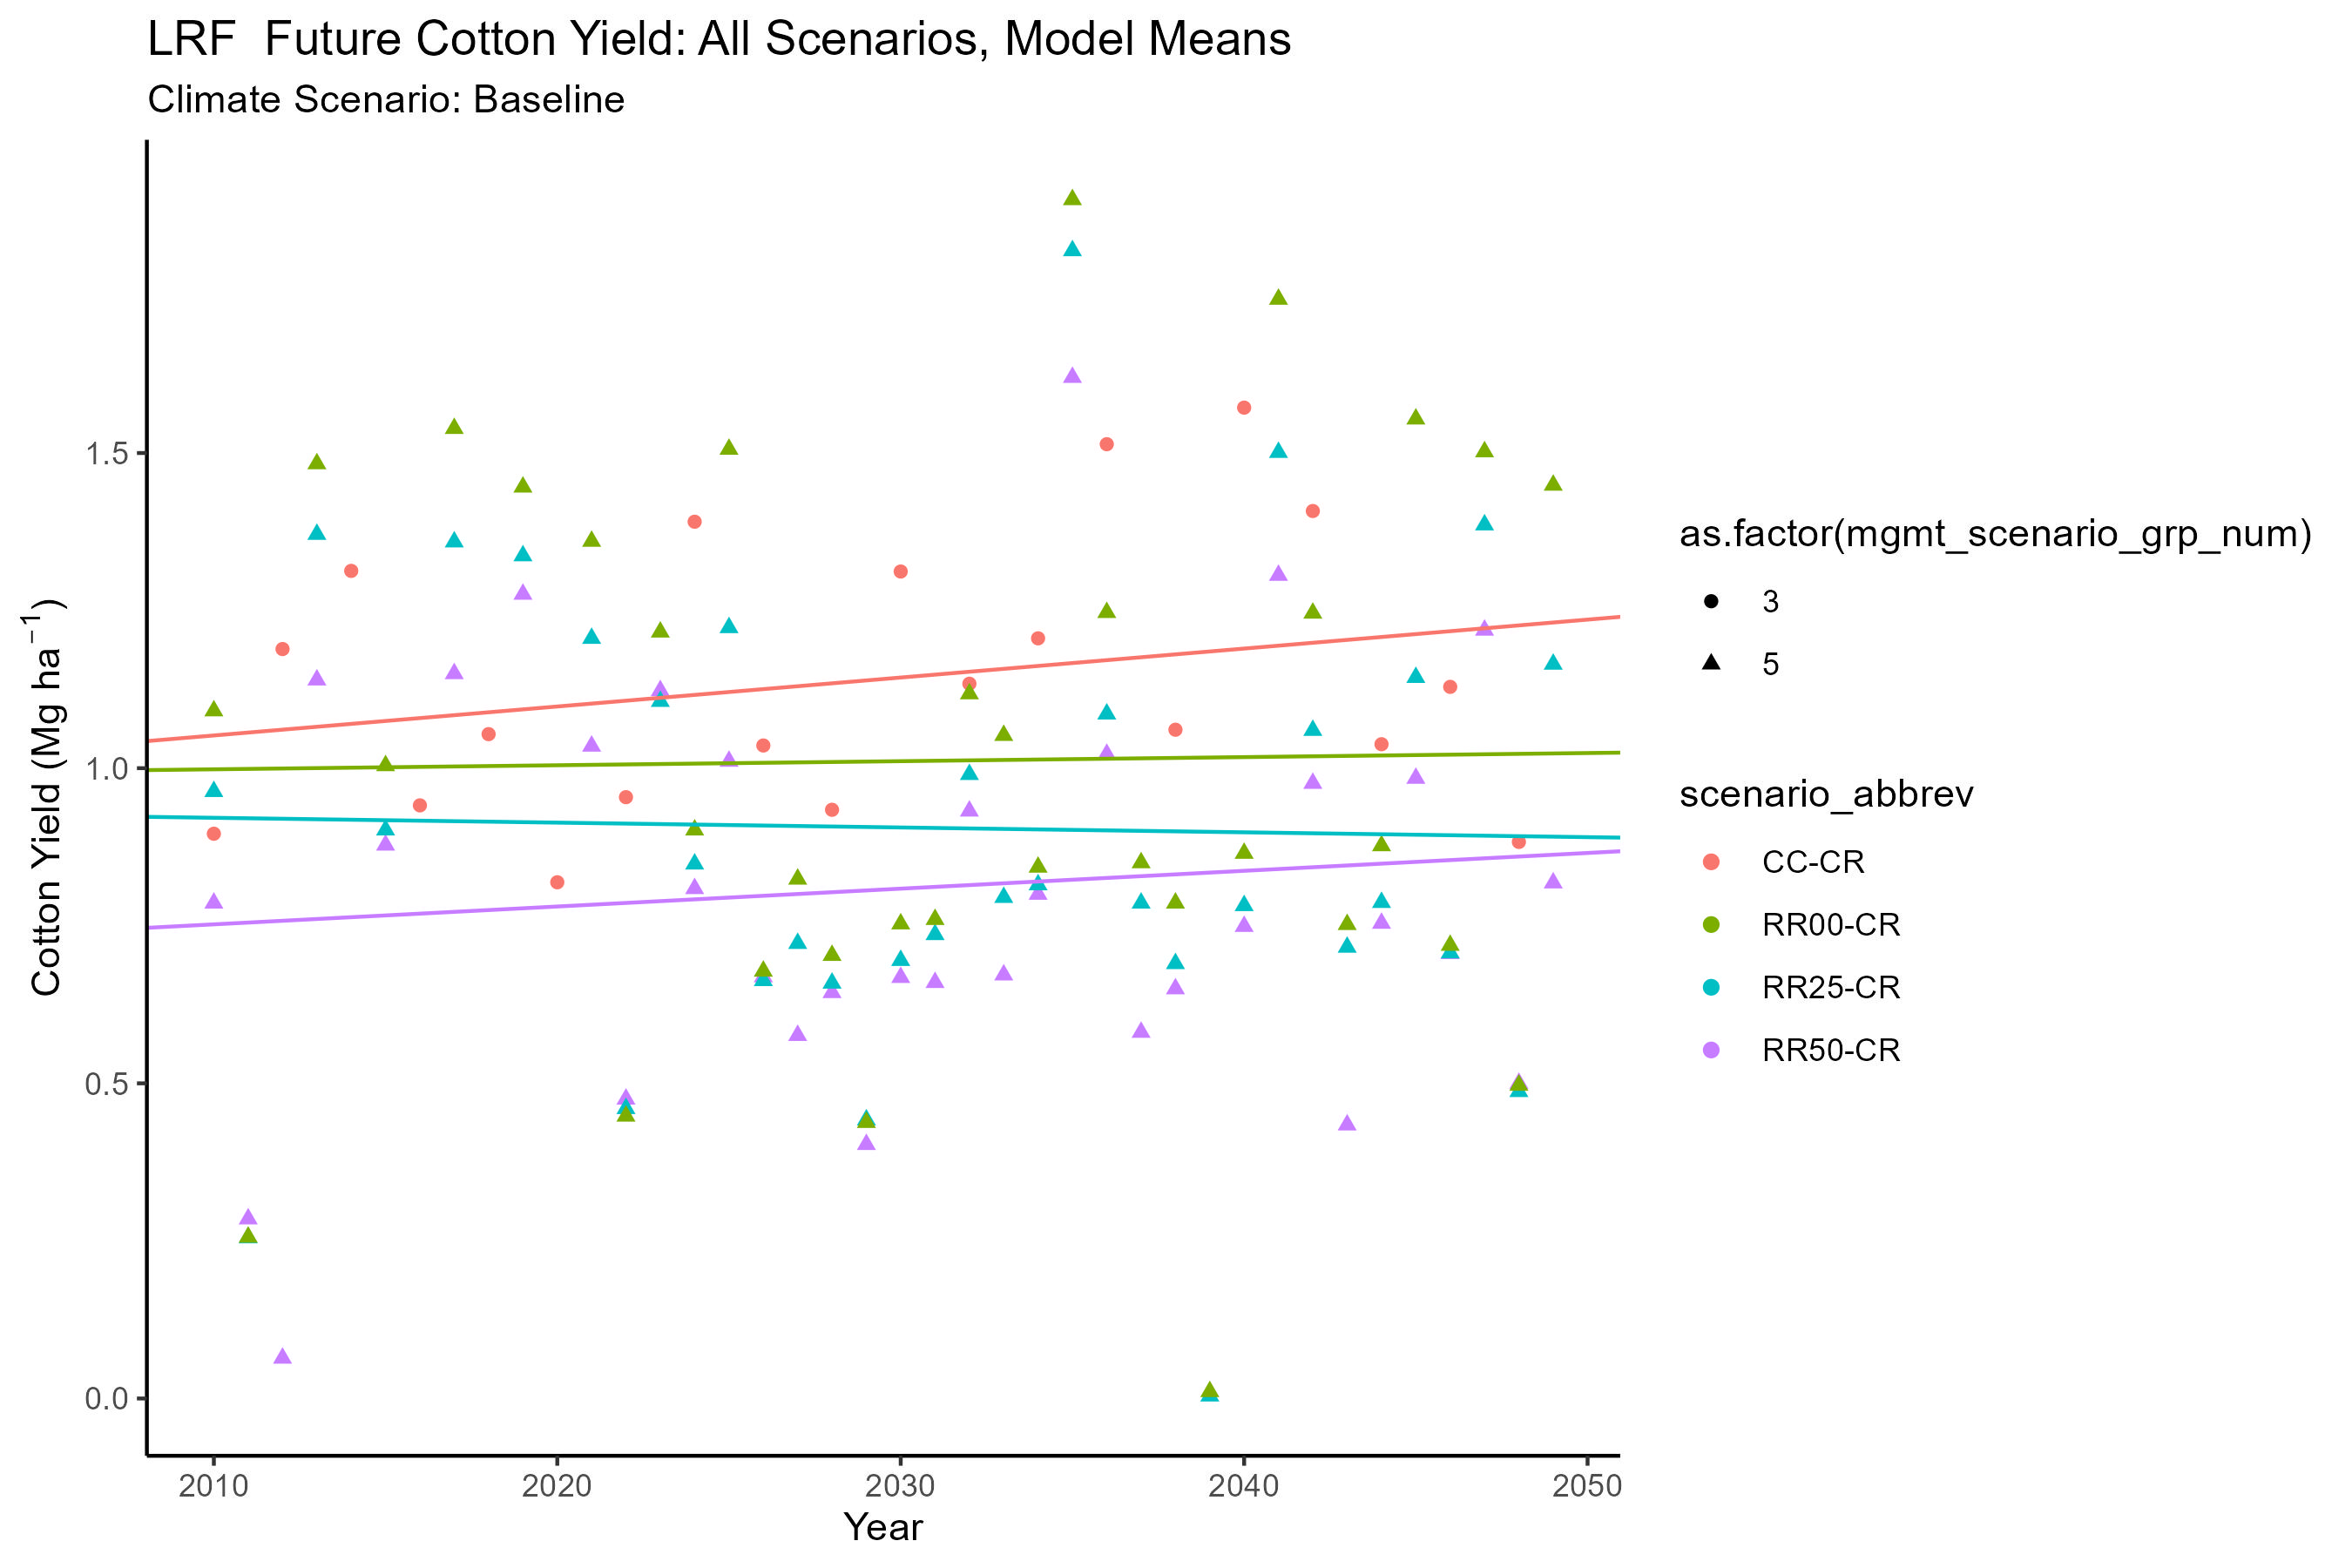 LRF  Future Cotton Yield: All Scenarios, Model Means
Climate Scenario: Baseline
Cotton Yield (Mg ha⁻¹)
1.5
1.0
0.5
0.0
2010
2020
2030
2040
2050
Year
as.factor(mgmt_scenario_grp_num)
3
5
scenario_abbrev
CC-CR
RR00-CR
RR25-CR
RR50-CR